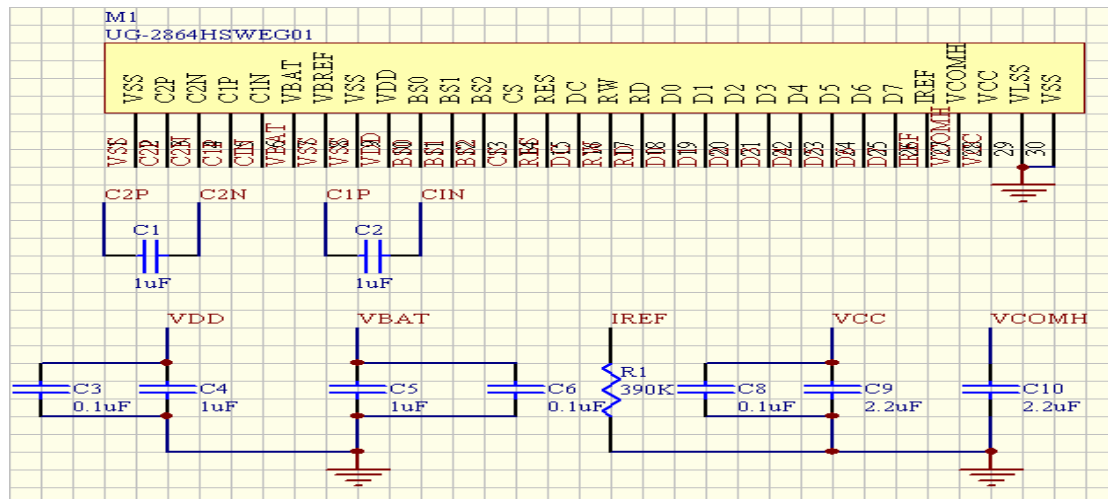 M1
UG-2864HSWEG01
VSS C2P C2N C1P C1N VBAT VBREF VSS VDD BS0 BS1 BS2 CS RES DC RW RD D0 D1 D2 D3 D4 D5 D6 D7 IREF VCOMH VCC VLSS VSS
29 30
C2P C2N C1P CIN
C1 C2
1uF 1uF
VDD VBAT IREF VCC VCOMH
R1
C3 C4 C5 C6 390K C8 C9 C10
0.1uF 1uF 1uF 0.1uF 0.1uF 2.2uF 2.2uF